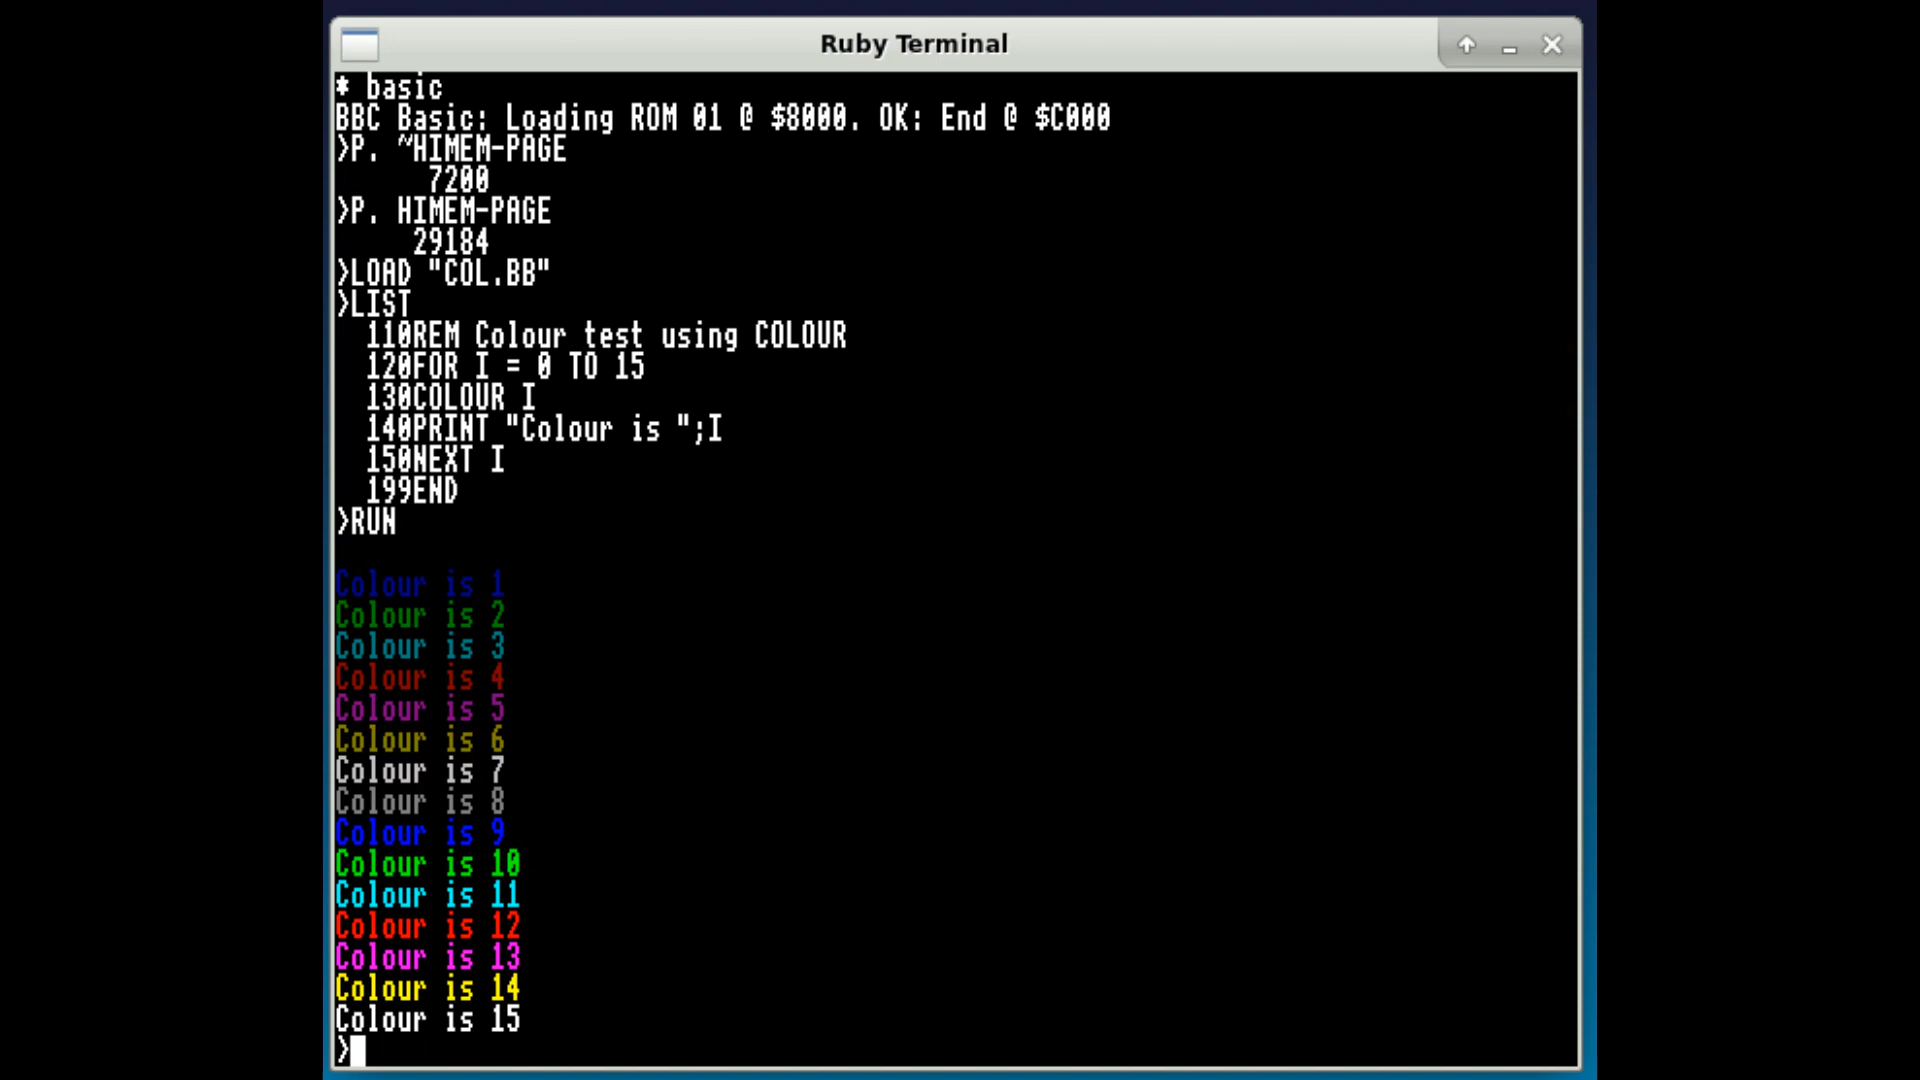 Ruby Terminal
* basic
BBC Basic: Loading ROM 01 @ $8000. OK: End @ $C000
>P. ~HIMEM-PAGE
      7200
>P. HIMEM-PAGE
     29184
>LOAD "COL.BB"
>LIST
  110REM Colour test using COLOUR
  120FOR I = 0 TO 15
  130COLOUR I
  140PRINT "Colour is ";I
  150NEXT I
  199END
>RUN
Colour is 1
Colour is 2
Colour is 3
Colour is 4
Colour is 5
Colour is 6
Colour is 7
Colour is 8
Colour is 9
Colour is 10
Colour is 11
Colour is 12
Colour is 13
Colour is 14
Colour is 15
>